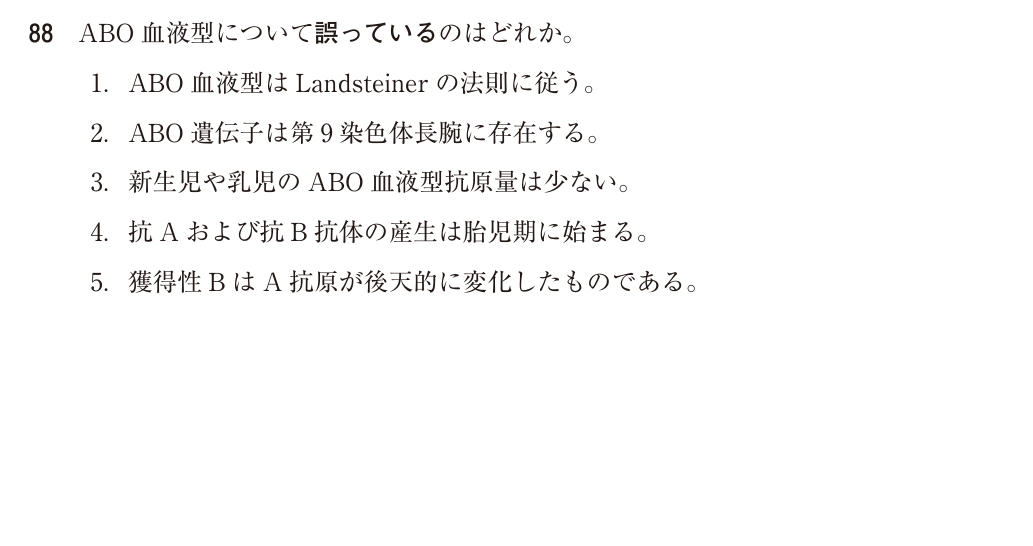 88 ABO 血液型について誤っているのはどれか。
1. ABO 血液型は Landsteiner の法則に従う。
2. ABO 遺伝子は第 9 染色体長腕に存在する。
3. 新生児や乳児の ABO 血液型抗原量は少ない。
4. 抗 A および抗 B 抗体の産生は胎児期に始まる。
5. 獲得性 B は A 抗原が後天的に変化したものである。